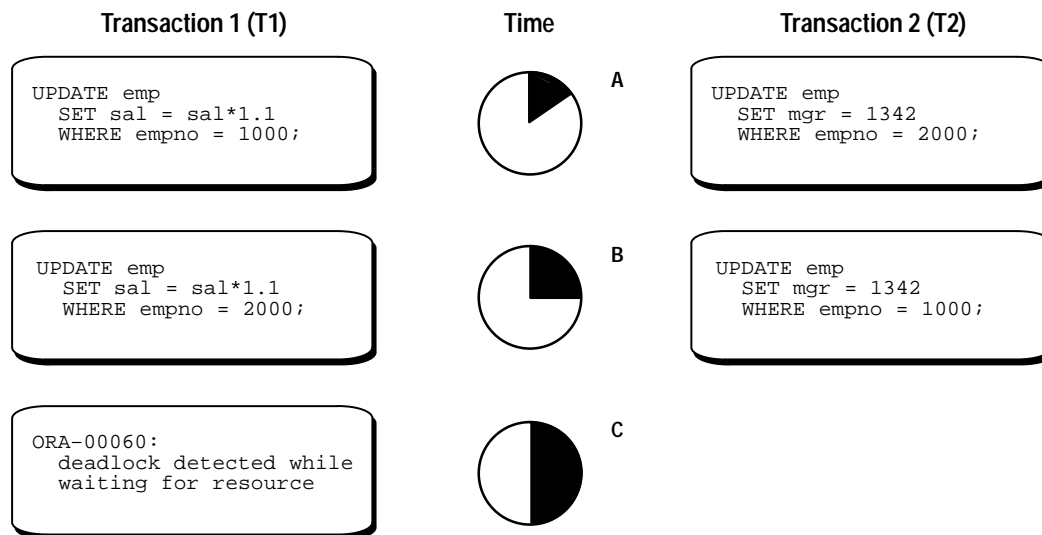 Transaction 1 (T1)
Time
Transaction 2 (T2)
UPDATE emp
SET sal = sal*1.1
WHERE empno = 1000;
A
UPDATE emp
SET mgr = 1342
WHERE empno = 2000;
UPDATE emp
SET sal = sal*1.1
WHERE empno = 2000;
B
UPDATE emp
SET mgr = 1342
WHERE empno = 1000;
ORA–00060:
deadlock detected while
waiting for resource
C